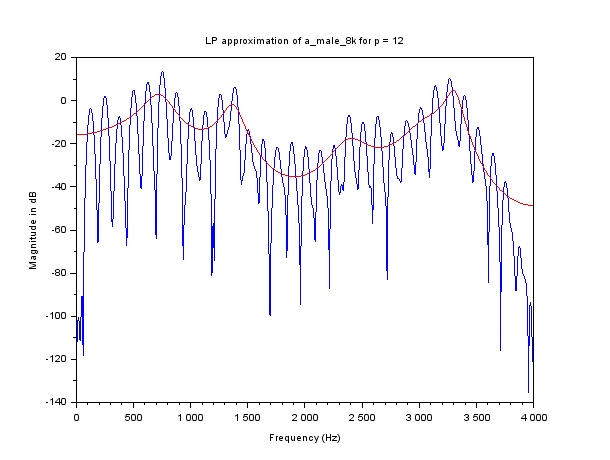 LP approximation of a_male_8k for p = 12
20
0
-20
-40
-60
-80
-100
-120
-140
Magnitude in dB
0 500 1 000 1 500 2 000 2 500 3 000 3 500 4 000
Frequency (Hz)